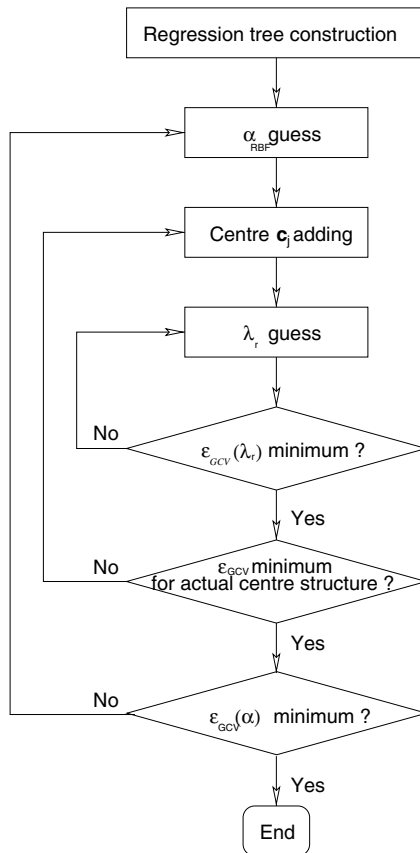 Regression tree construction
α_RBF guess
Centre c_j adding
λ_r guess
No
ε_GCV(λ_r) minimum ?
Yes
No
ε_GCV minimum
for actual centre structure ?
Yes
No
ε_GCV(α) minimum ?
Yes
End